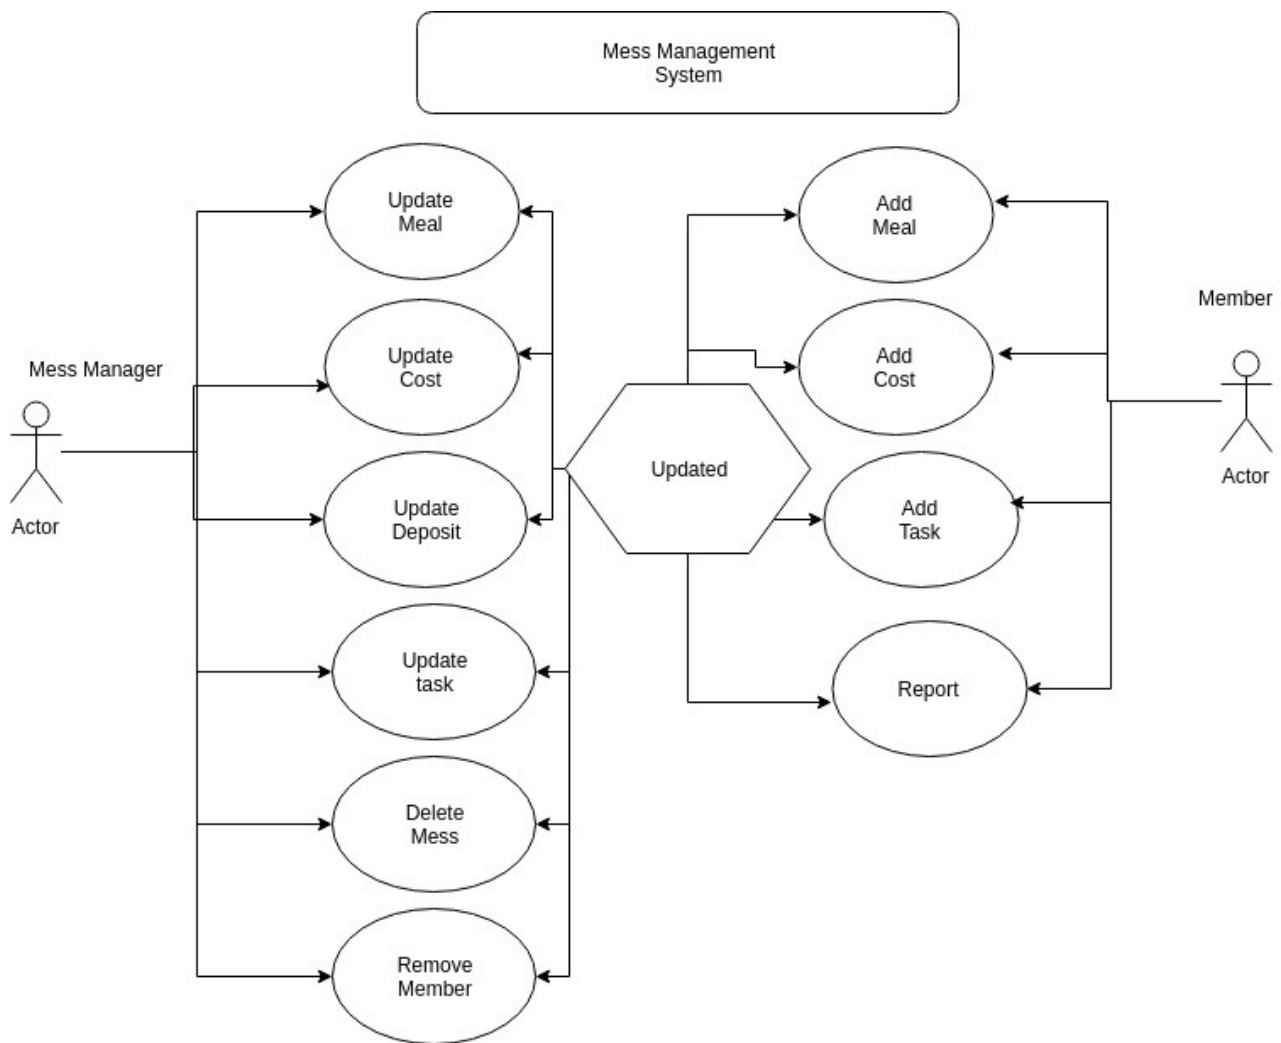 Mess Management
System
Update
Meal
Add
Meal
Member
Update
Cost
Add
Cost
Mess Manager
Updated
Actor
Update
Deposit
Add
Task
Actor
Update
task
Report
Delete
Mess
Remove
Member